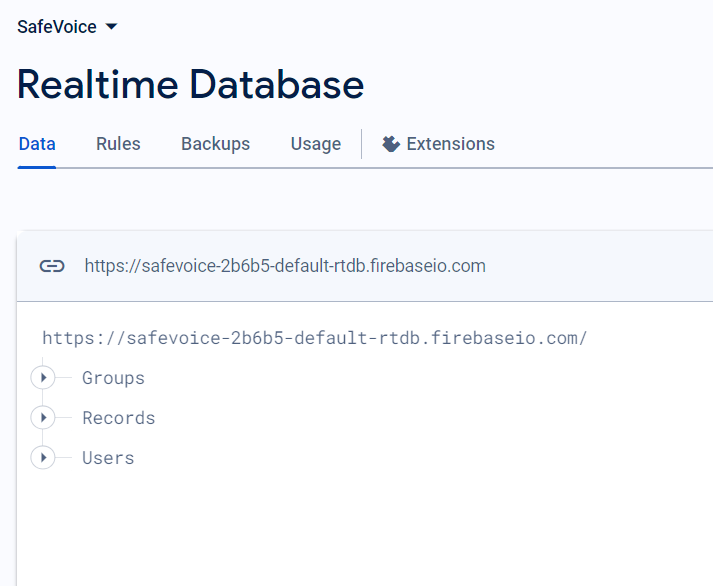 SafeVoice
Realtime Database
Data Rules Backups Usage Extensions
https://safevoice-2b6b5-default-rtdb.firebaseio.com
https://safevoice-2b6b5-default-rtdb.firebaseio.com/
Groups
Records
Users